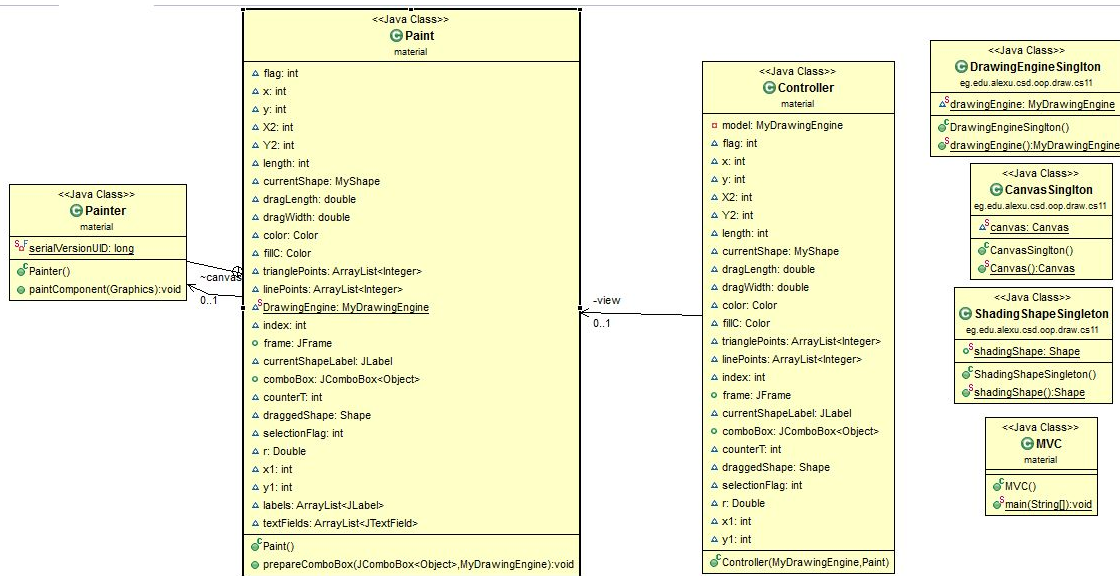 <<Java Class>>
Painter
material
serialVersionUID: long
Painter()
paintComponent(Graphics):void
~canvas
0..1
<<Java Class>>
Paint
material
flag: int
x: int
y: int
X2: int
Y2: int
length: int
currentShape: MyShape
dragLength: double
dragWidth: double
color: Color
fillC: Color
trianglePoints: ArrayList<Integer>
linePoints: ArrayList<Integer>
DrawingEngine: MyDrawingEngine
index: int
frame: JFrame
currentShapeLabel: JLabel
comboBox: JComboBox<Object>
counterT: int
draggedShape: Shape
selectionFlag: int
r: Double
x1: int
y1: int
labels: ArrayList<JLabel>
textFields: ArrayList<JTextField>
Paint()
prepareComboBox(JComboBox<Object>,MyDrawingEngine):void
-view
0..1
<<Java Class>>
Controller
material
model: MyDrawingEngine
flag: int
x: int
y: int
X2: int
Y2: int
length: int
currentShape: MyShape
dragLength: double
dragWidth: double
color: Color
fillC: Color
trianglePoints: ArrayList<Integer>
linePoints: ArrayList<Integer>
index: int
frame: JFrame
currentShapeLabel: JLabel
comboBox: JComboBox<Object>
counterT: int
draggedShape: Shape
selectionFlag: int
r: Double
x1: int
y1: int
Controller(MyDrawingEngine,Paint)
<<Java Class>>
DrawingEngineSinglton
eg.edu.alexu.csd.oop.draw.cs11
drawingEngine: MyDrawingEngine
DrawingEngineSinglton()
drawingEngine():MyDrawingEngine
<<Java Class>>
CanvasSinglton
eg.edu.alexu.csd.oop.draw.cs11
canvas: Canvas
CanvasSinglton()
Canvas():Canvas
<<Java Class>>
ShadingShapeSingleton
eg.edu.alexu.csd.oop.draw.cs11
shadingShape: Shape
ShadingShapeSingleton()
shadingShape():Shape
<<Java Class>>
MVC
material
MVC()
main(String[]):void